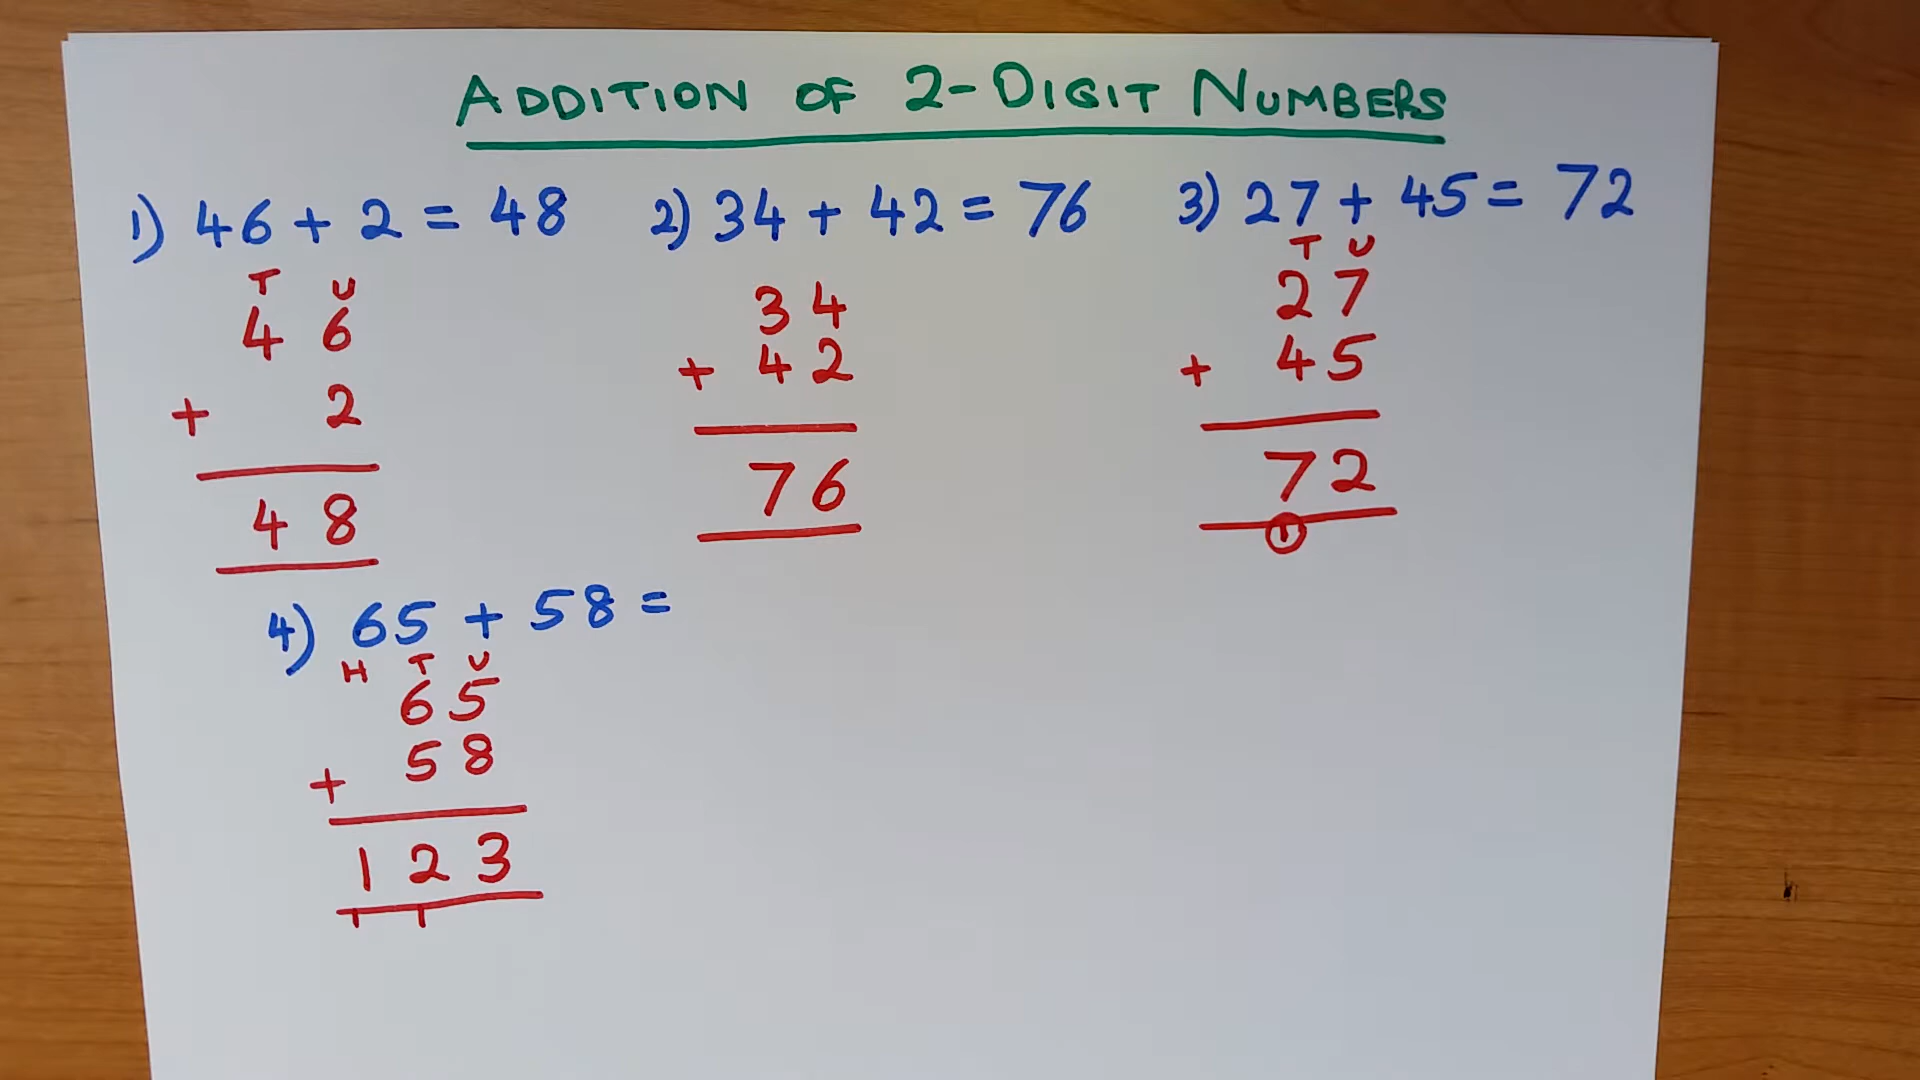 ADDITION OF 2-DIGIT NUMBERS
1) 46 + 2 = 48
T U
4 6
+ 2
4 8
2) 34 + 42 = 76
3 4
+ 4 2
7 6
3) 27 + 45 = 72
T U
2 7
+ 4 5
7 2
1
4) 65 + 58 =
H T U
6 5
+ 5 8
1 2 3
1 1